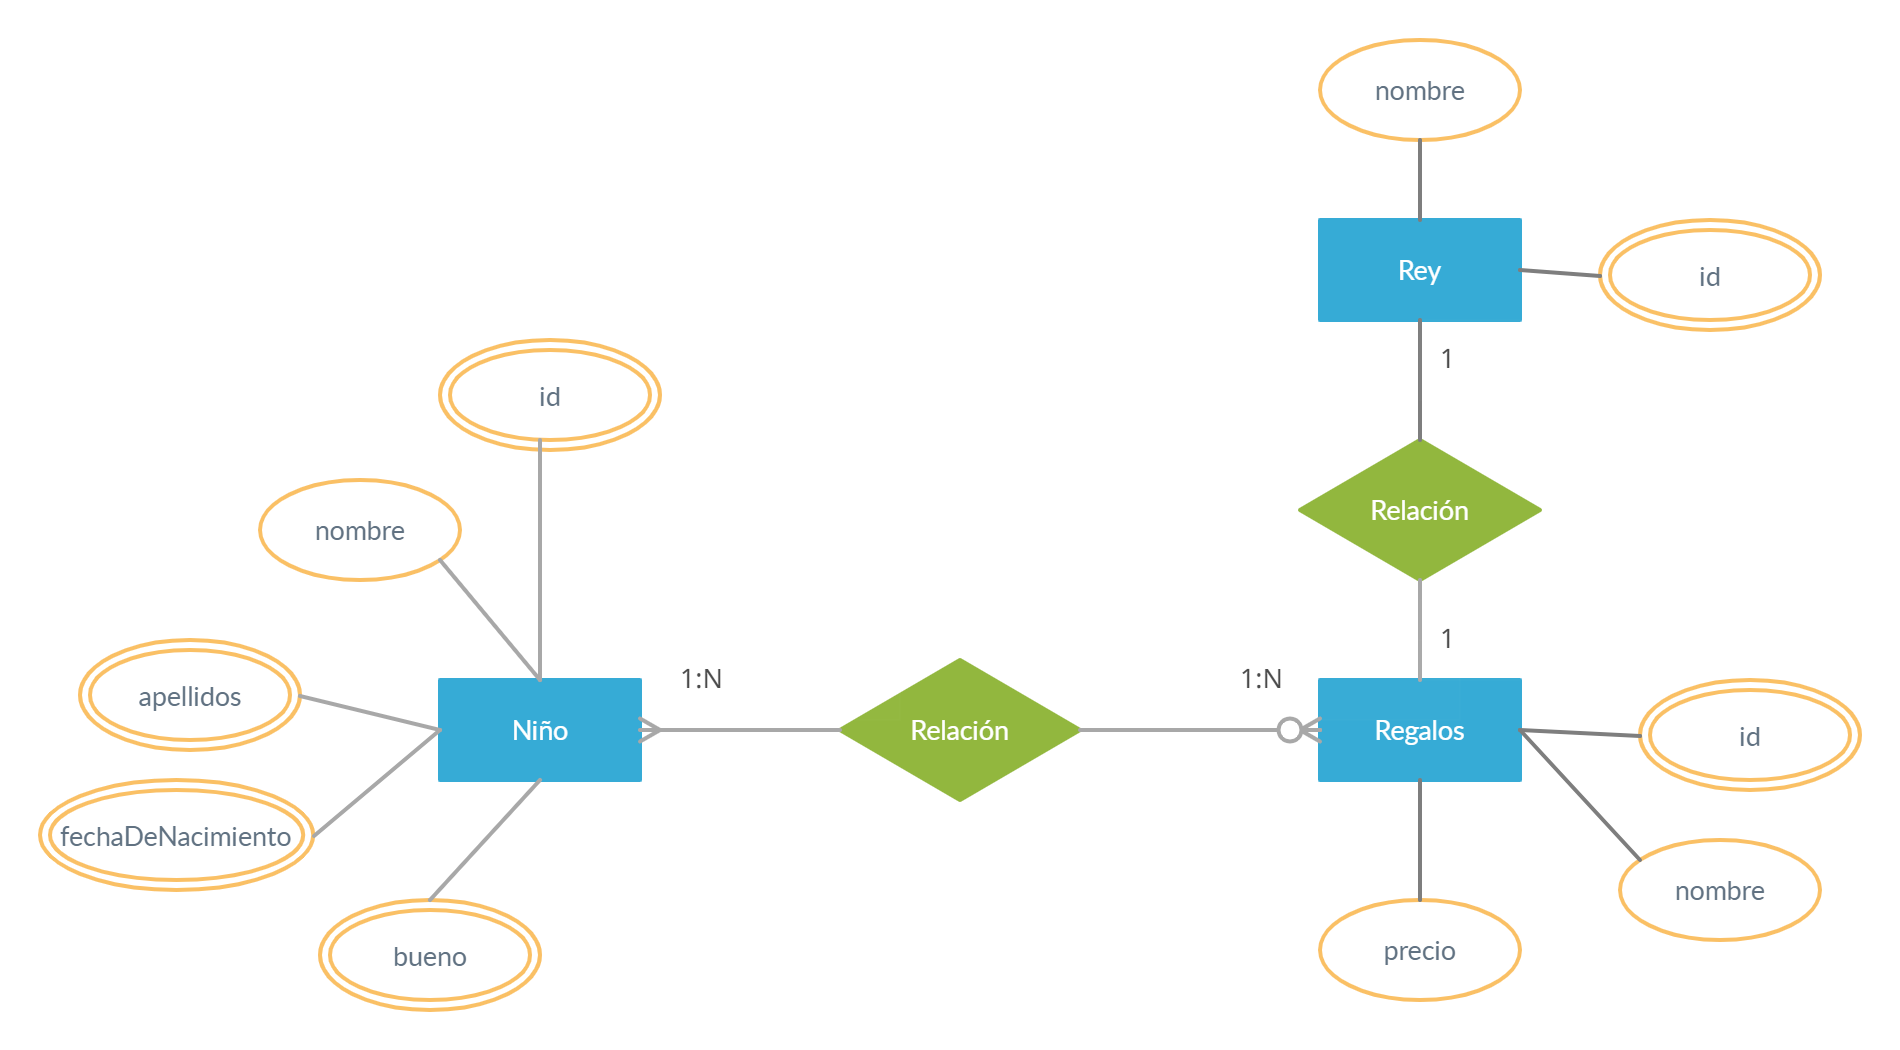 nombre
Rey
id
1
id
Relación
nombre
1
apellidos
1:N
1:N
Niño
Relación
Regalos
id
fechaDeNacimiento
nombre
bueno
precio